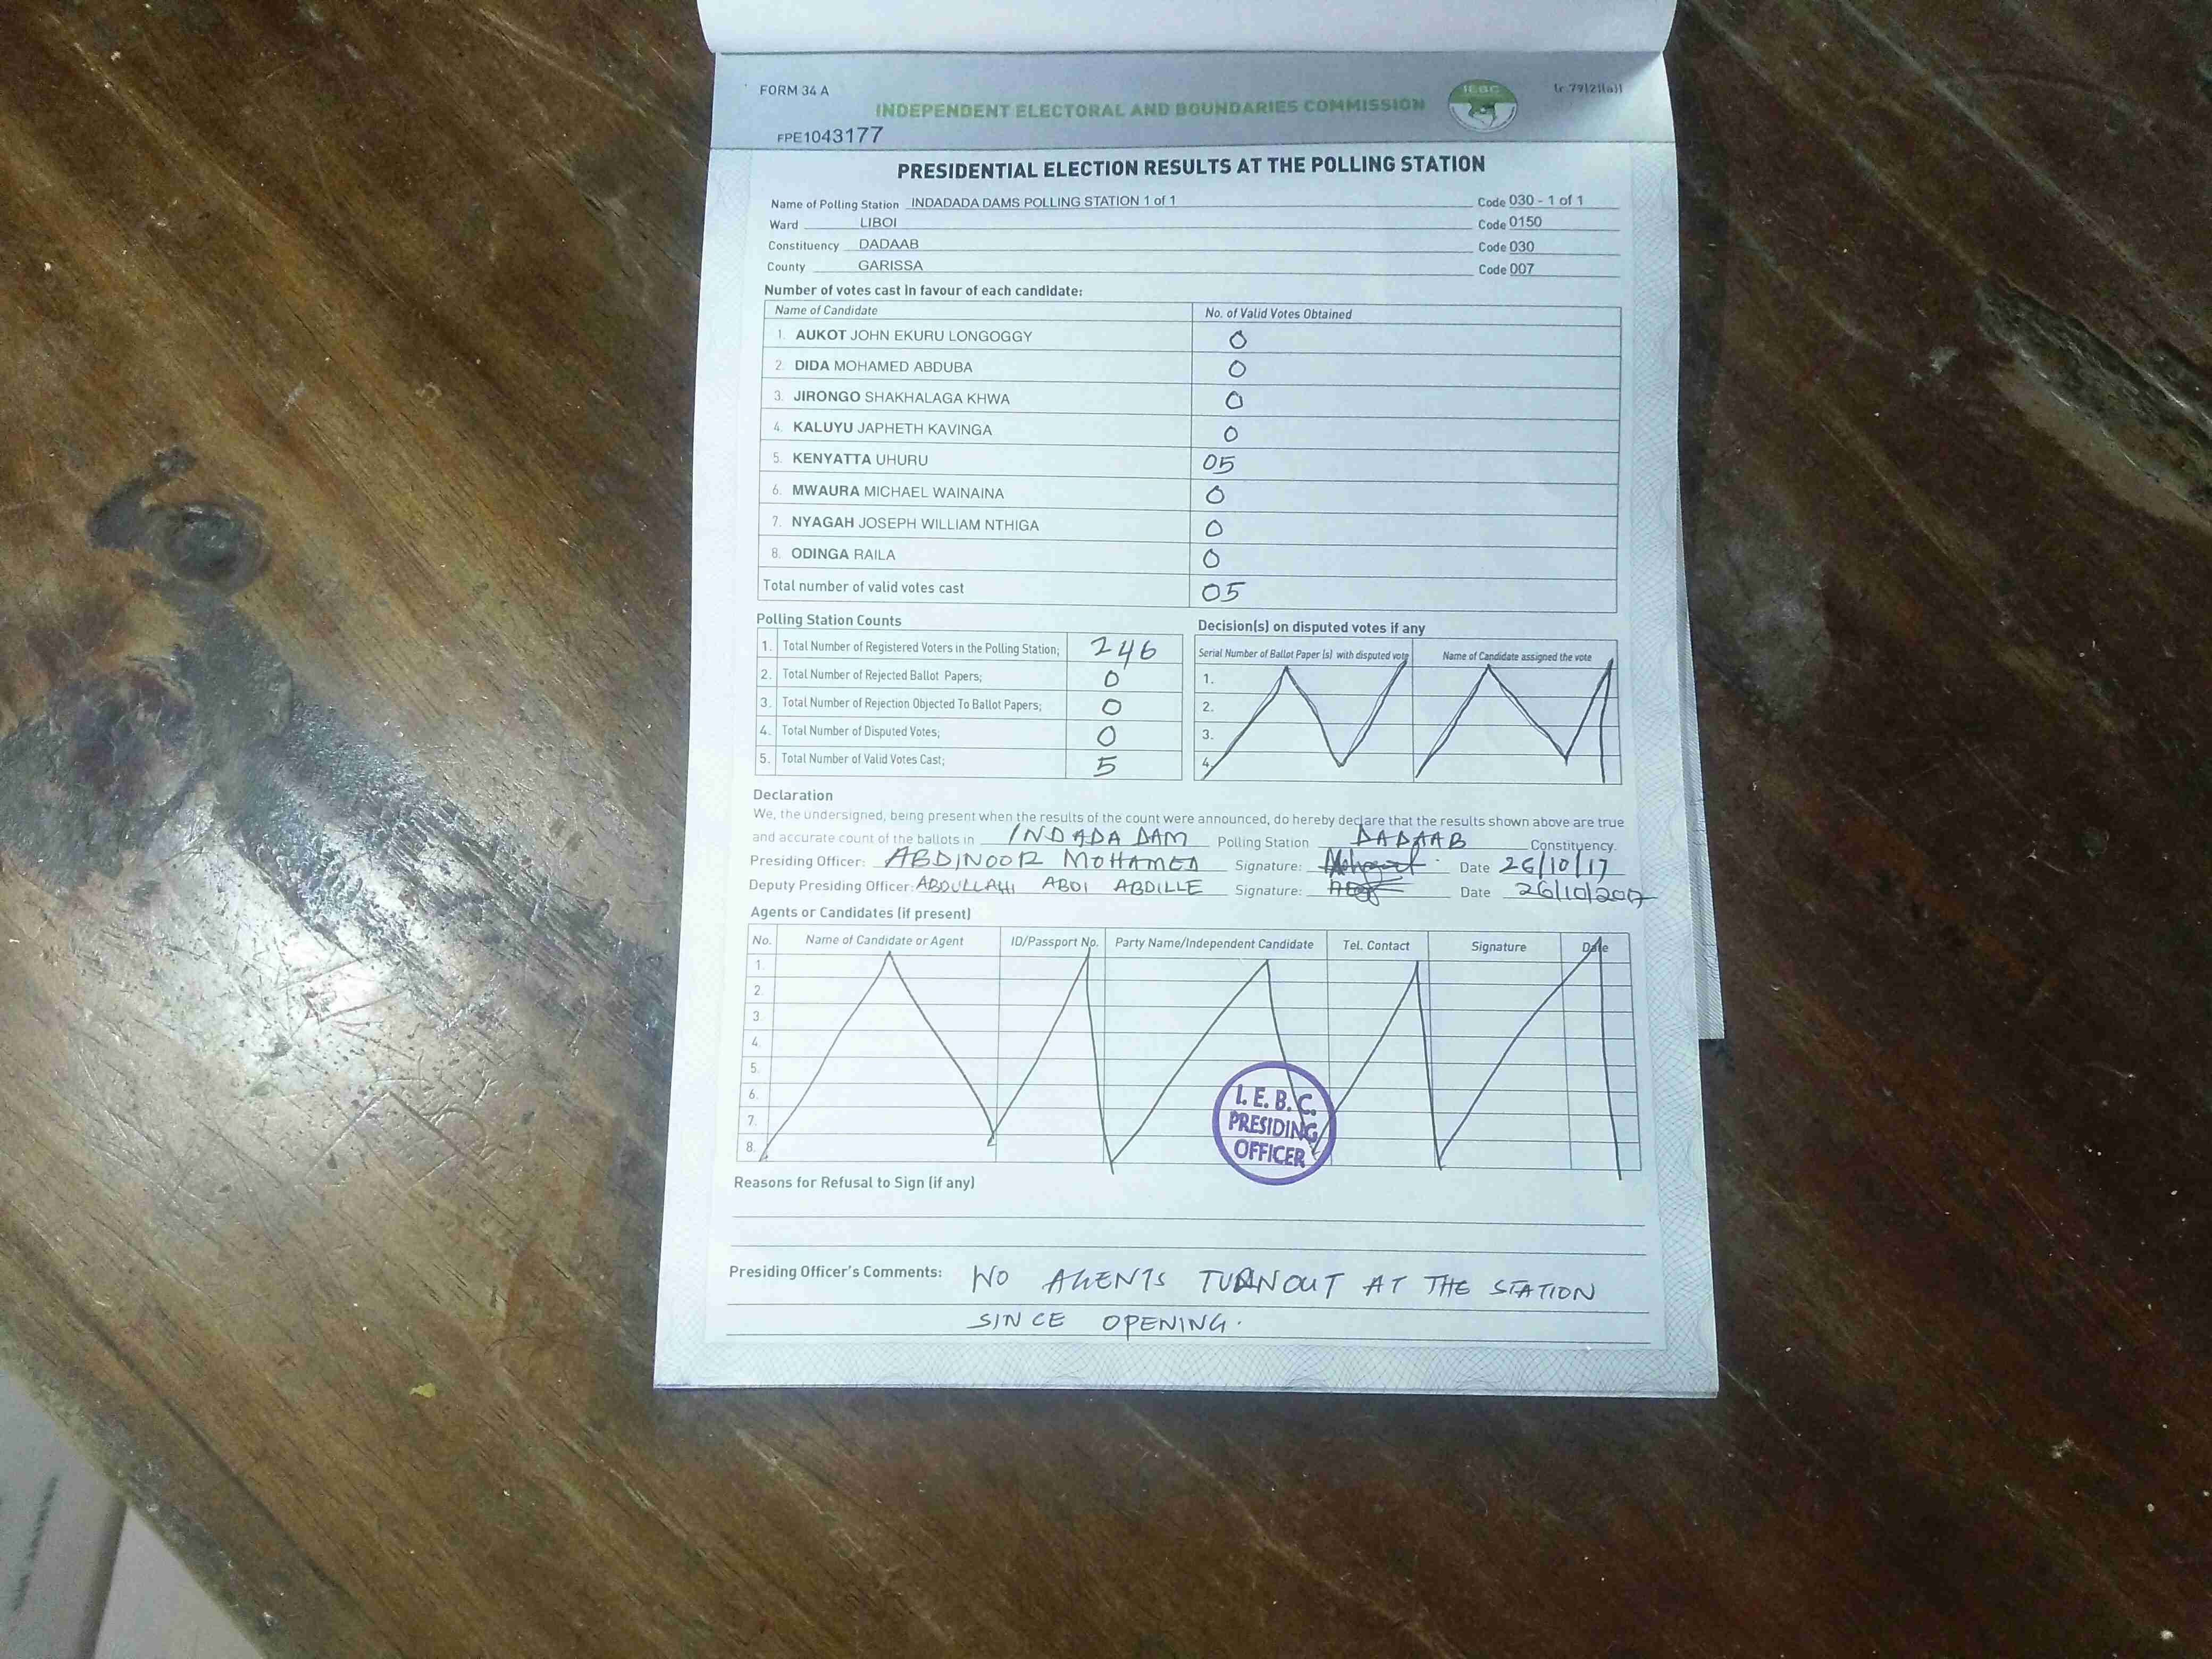 FORM 34 A
INDEPENDENT ELECTORAL AND BOUNDARIES COMMISSION
IEBC
(r 79(2)(a))
FPE1043177
PRESIDENTIAL ELECTION RESULTS AT THE POLLING STATION
Name of Polling Station INDADADA DAMS POLLING STATION 1 of 1 Code 030 - 1 of 1
Ward LIBOI Code 0150
Constituency DADAAB Code 030
County GARISSA Code 007
Number of votes cast in favour of each candidate:
Name of Candidate No. of Valid Votes Obtained
1. AUKOT JOHN EKURU LONGOGGY 0
2. DIDA MOHAMED ABDUBA 0
3. JIRONGO SHAKHALAGA KHWA 0
4. KALUYU JAPHETH KAVINGA 0
5. KENYATTA UHURU 05
6. MWAURA MICHAEL WAINAINA 0
7. NYAGAH JOSEPH WILLIAM NTHIGA 0
8. ODINGA RAILA 0
Total number of valid votes cast 05
Polling Station Counts
1. Total Number of Registered Voters in the Polling Station; 246
2. Total Number of Rejected Ballot Papers; 0
3. Total Number of Rejection Objected To Ballot Papers; 0
4. Total Number of Disputed Votes; 0
5. Total Number of Valid Votes Cast; 5
Decision(s) on disputed votes if any
Serial Number of Ballot Paper (s) with disputed vote Name of Candidate assigned the vote
1.
2.
3.
4.
Declaration
We, the undersigned, being present when the results of the count were announced, do hereby declare that the results shown above are true
and accurate count of the ballots in INDADA DAM Polling Station DADAAB Constituency.
Presiding Officer: ABDINOOR MOHAMED Signature: Date 26/10/17
Deputy Presiding Officer: ABDULLAHI ABDI ABDILLE Signature: Date 26/10/2017
Agents or Candidates (if present)
No. Name of Candidate or Agent ID/Passport No. Party Name/Independent Candidate Tel. Contact Signature Date
1.
2.
3.
4.
5.
6.
7.
8.
I. E. B. C.
PRESIDING
OFFICER
Reasons for Refusal to Sign (if any)
Presiding Officer's Comments: NO AGENTS TURNOUT AT THE STATION
SINCE OPENING.